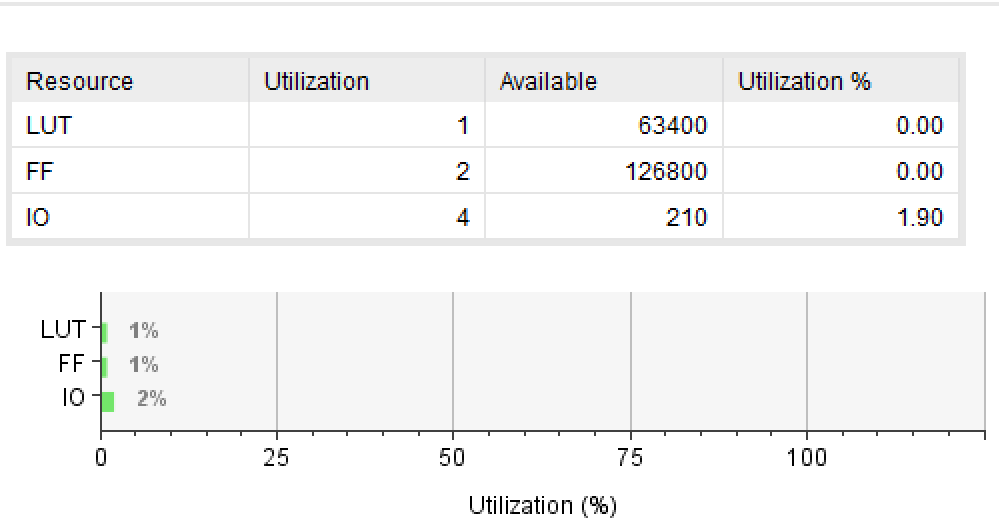 Resource Utilization Available Utilization %
LUT 1 63400 0.00
FF 2 126800 0.00
IO 4 210 1.90
LUT 1%
FF 1%
IO 2%
0 25 50 75 100
Utilization (%)